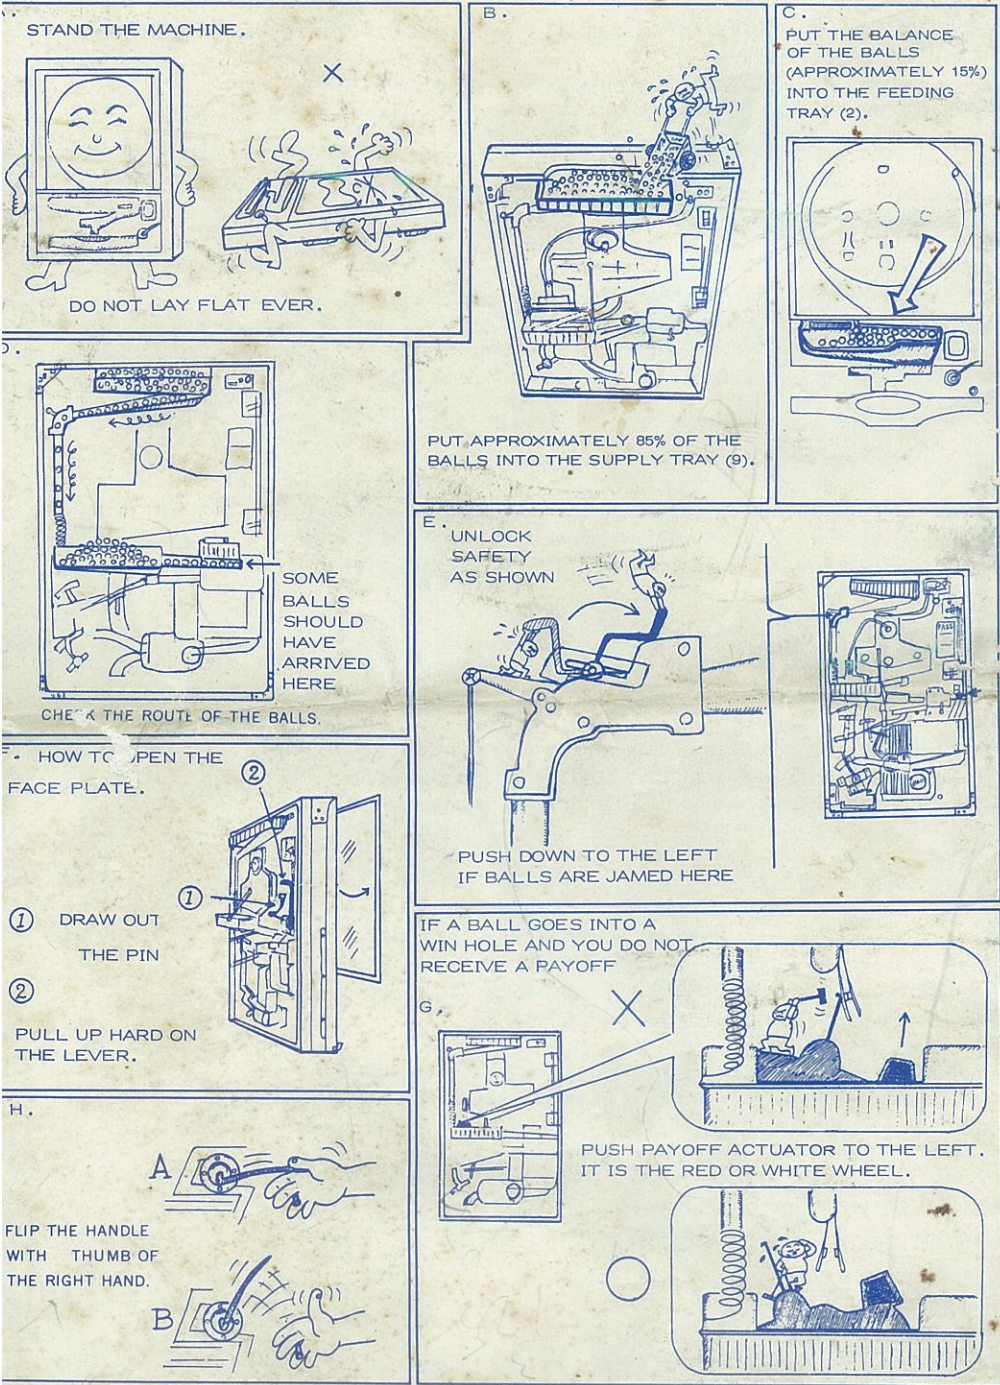 A.
STAND THE MACHINE.
X
DO NOT LAY FLAT EVER.
B.
PUT APPROXIMATELY 85% OF THE
BALLS INTO THE SUPPLY TRAY (9).
C.
PUT THE BALANCE
OF THE BALLS
(APPROXIMATELY 15%)
INTO THE FEEDING
TRAY (2).
D.
SOME
BALLS
SHOULD
HAVE
ARRIVED
HERE
CHECK THE ROUTE OF THE BALLS.
E.
UNLOCK
SAFETY
AS SHOWN
PUSH DOWN TO THE LEFT
IF BALLS ARE JAMED HERE
F. HOW TO OPEN THE
FACE PLATE.
②
①
① DRAW OUT
THE PIN
②
PULL UP HARD ON
THE LEVER.
IF A BALL GOES INTO A
WIN HOLE AND YOU DO NOT
RECEIVE A PAYOFF
G.
X
PUSH PAYOFF ACTUATOR TO THE LEFT.
IT IS THE RED OR WHITE WHEEL.
H.
A
FLIP THE HANDLE
WITH THUMB OF
THE RIGHT HAND.
B